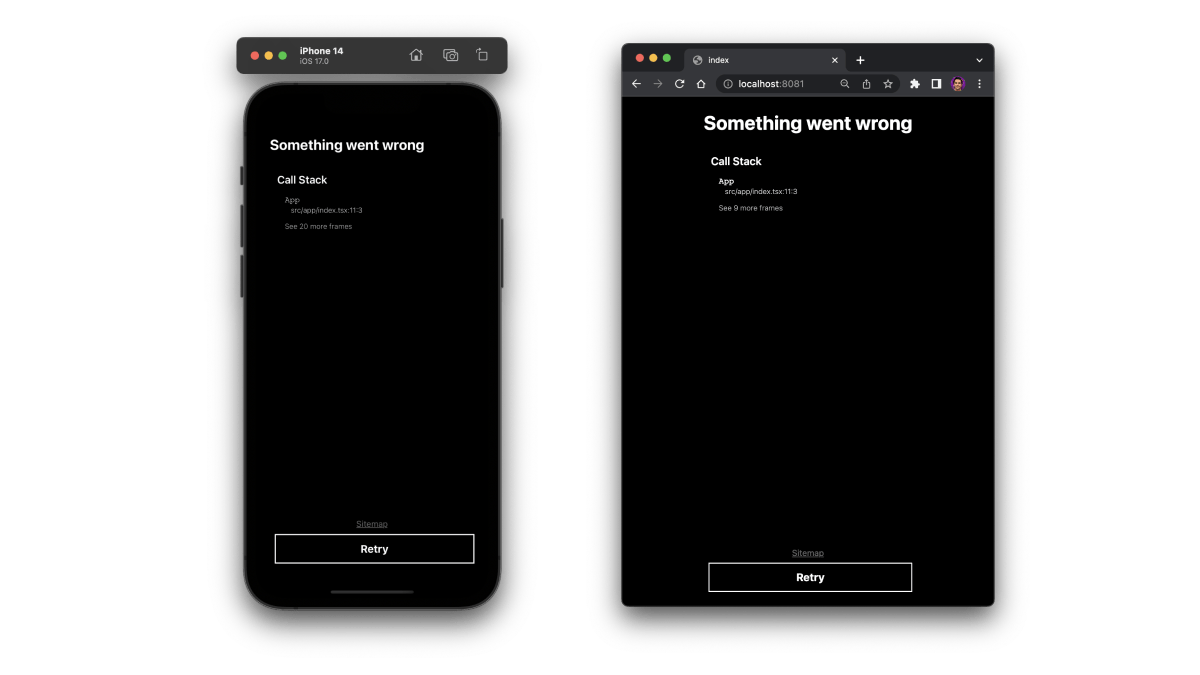 iPhone 14
iOS 17.0
Something went wrong
Call Stack
App
src/app/index.tsx:11:3
See 20 more frames
Sitemap
Retry
index
localhost:8081
Something went wrong
Call Stack
App
src/app/index.tsx:11:3
See 9 more frames
Sitemap
Retry